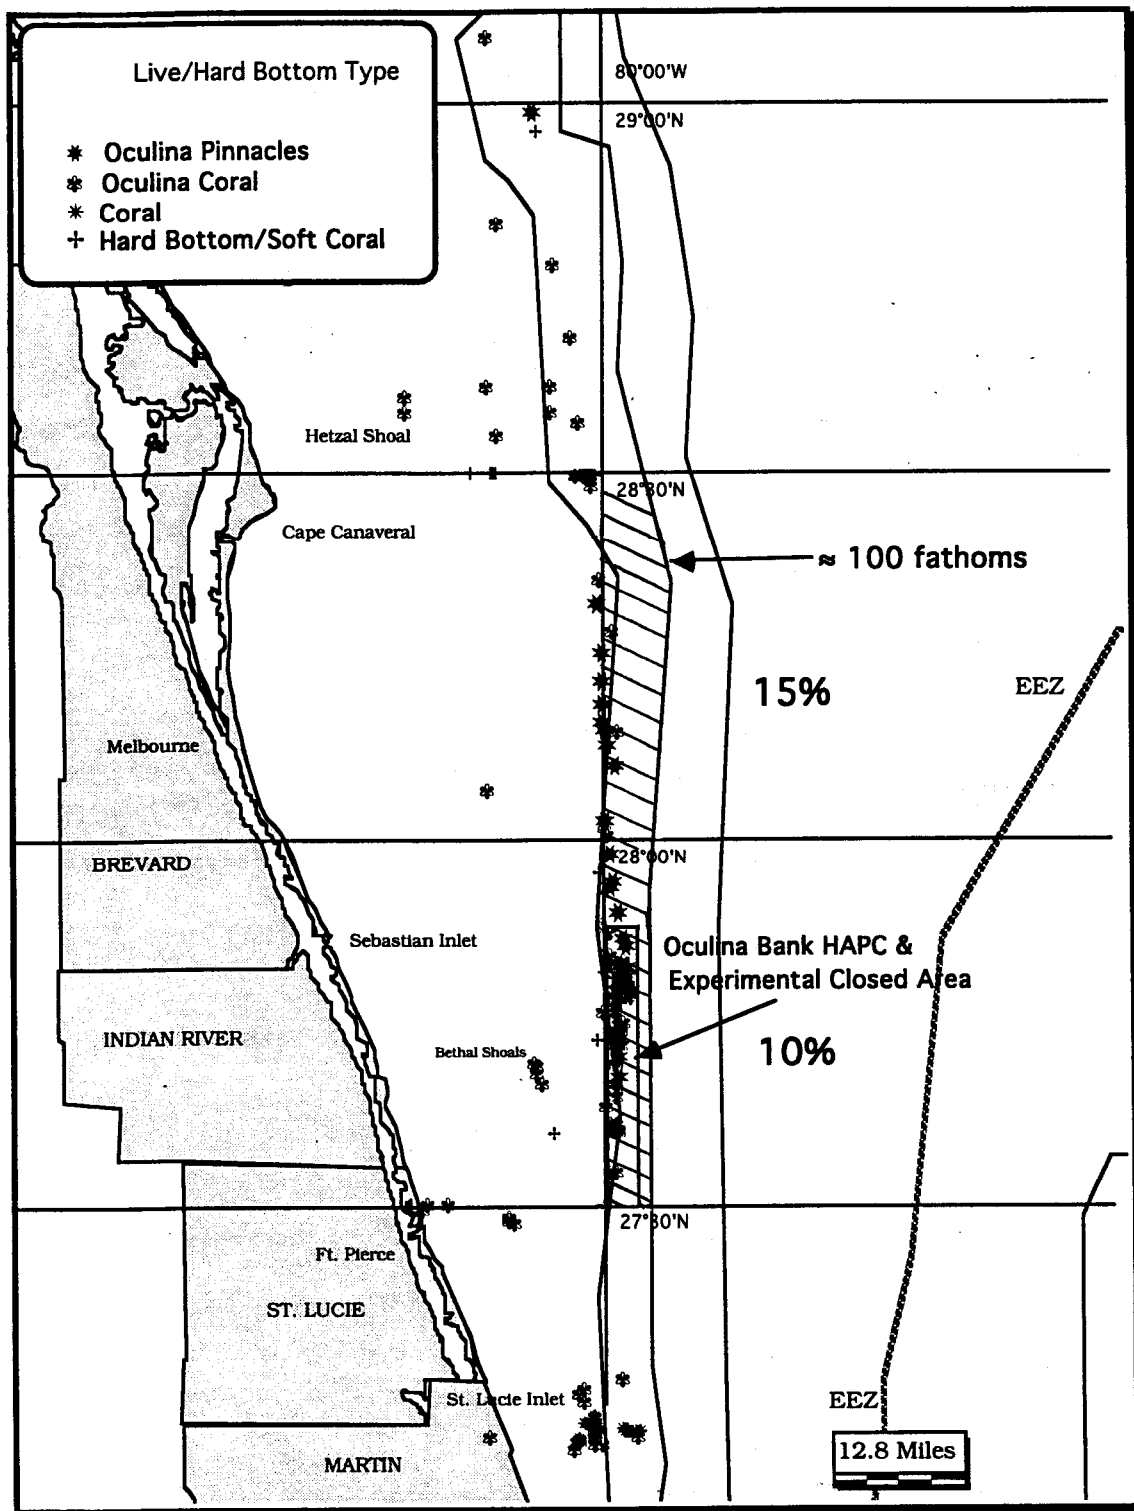 Live/Hard Bottom Type
Oculina Pinnacles
Oculina Coral
Coral
Hard Bottom/Soft Coral
80°00'W
29°00'N
Hetzal Shoal
28°30'N
Cape Canaveral
≈ 100 fathoms
15%
EEZ
Melbourne
28°00'N
BREVARD
Sebastian Inlet
Oculina Bank HAPC &
Experimental Closed Area
INDIAN RIVER
Bethal Shoals
10%
27°30'N
Ft. Pierce
ST. LUCIE
St. Lucie Inlet
EEZ
12.8 Miles
MARTIN